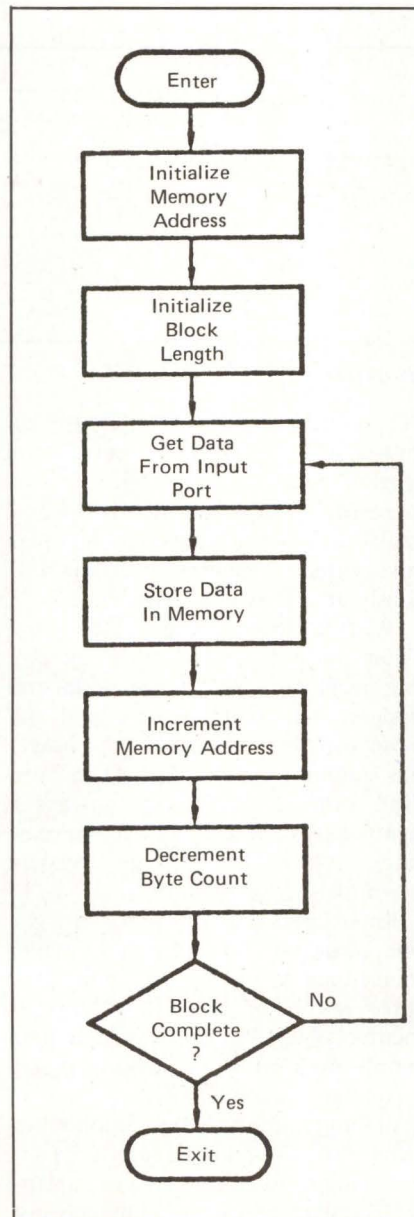 Enter
Initialize
Memory
Address
Initialize
Block
Length
Get Data
From Input
Port
Store Data
In Memory
Increment
Memory Address
Decrement
Byte Count
Block
Complete
?
No
Yes
Exit